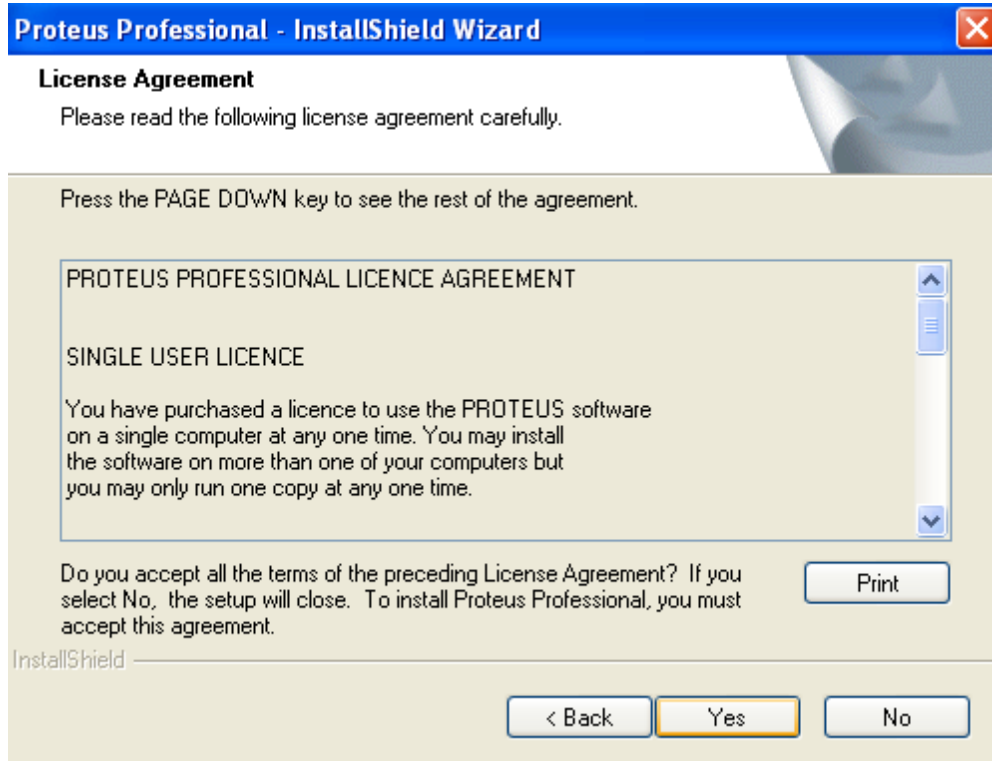 Proteus Professional - InstallShield Wizard
License Agreement
Please read the following license agreement carefully.
Press the PAGE DOWN key to see the rest of the agreement.
PROTEUS PROFESSIONAL LICENCE AGREEMENT
SINGLE USER LICENCE
You have purchased a licence to use the PROTEUS software
on a single computer at any one time. You may install
the software on more than one of your computers but
you may only run one copy at any one time.
Do you accept all the terms of the preceding License Agreement? If you
select No, the setup will close. To install Proteus Professional, you must
accept this agreement.
Print
InstallShield
< Back
Yes
No